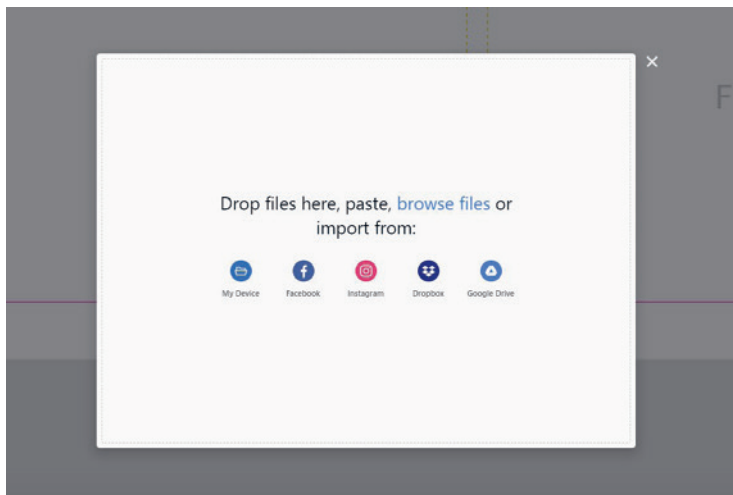 F
Drop files here, paste, browse files or
import from:
My Device
Facebook
Instagram
Dropbox
Google Drive